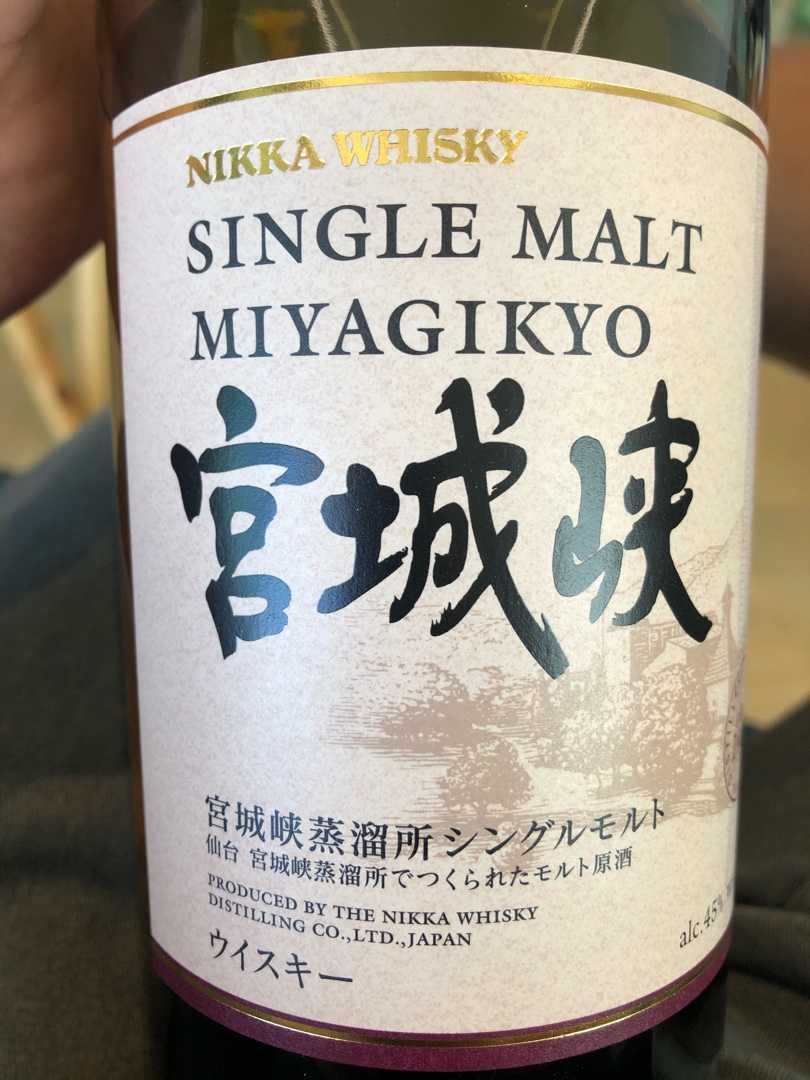 NIKKA WHISKY
SINGLE MALT
MIYAGIKYO
宮城峡
宮城峡蒸溜所シングルモルト
仙台 宮城峡蒸溜所でつくられたモルト原酒
PRODUCED BY THE NIKKA WHISKY
DISTILLING CO.,LTD.,JAPAN
alc.45%
ウイスキー